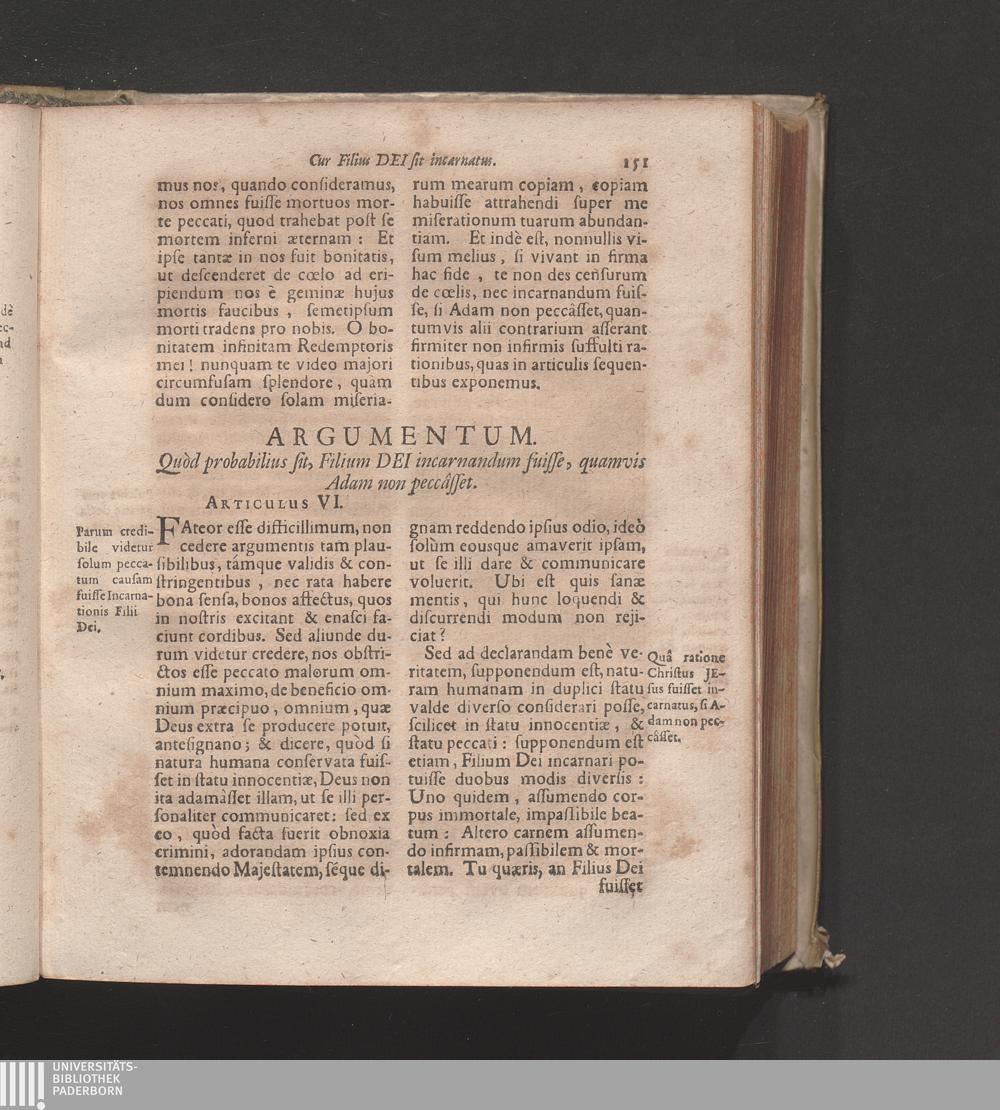 Cur Filius DEI sit incarnatus. 151
mus nos, quando consideramus,
nos omnes fuisse mortuos mor-
te peccati, quod trahebat post se
mortem inferni æternam: Et
ipse tantæ in nos fuit bonitatis,
ut descenderet de cœlo ad eri-
piendum nos è geminæ hujus
mortis faucibus, semetipsum
morti tradens pro nobis. O bo-
nitatem infinitam Redemptoris
mei! nunquam te video majori
circumfusam splendore, quàm
dum considero solam miseria-
rum mearum copiam, copiam
habuisse attrahendi super me
miserationum tuarum abundan-
tiam. Et indè est, nonnullis vi-
sum melius, si vivant in firma
hac fide, te non descensurum
de cœlis, nec incarnandum fuis-
se, si Adam non peccâsset, quan-
tumvis alii contrarium asserant
firmiter non infirmis suffulti ra-
tionibus, quas in articulis sequen-
tibus exponemus.
ARGUMENTUM.
Quòd probabilius sit, Filium DEI incarnandum fuisse, quamvis
Adam non peccâsset.
ARTICULUS VI.
Parum credi-
bile videtur
solum pecca-
tum causam
fuisse Incarna-
tionis Filii
Dei.
FAteor esse difficillimum, non
cedere argumentis tam plau-
sibilibus, támque validis & con-
stringentibus, nec rata habere
bona sensa, bonos affectus, quos
in nostris excitant & enasci fa-
ciunt cordibus. Sed aliunde du-
rum videtur credere, nos obstri-
ctos esse peccato malorum om-
nium maximo, de beneficio om-
nium præcipuo, omnium, quæ
Deus extra se producere potuit,
antesignano; & dicere, quòd si
natura humana conservata fuis-
set in statu innocentiæ, Deus non
ita adamâsset illam, ut se illi per-
sonaliter communicaret: sed ex
eo, quòd facta fuerit obnoxia
crimini, adorandam ipsius con-
temnendo Majestatem, séque di-
gnam reddendo ipsius odio, ideò
solùm eousque amaverit ipsam,
ut se illi dare & communicare
voluerit. Ubi est quis sanæ
mentis, qui hunc loquendi &
discurrendi modum non reji-
ciat?
Sed ad declarandam benè ve-
ritatem, supponendum est, natu-
ram humanam in duplici statu
valde diverso considerari posse,
scilicet in statu innocentiæ, &
statu peccati: supponendum est
etiam, Filium Dei incarnari po-
tuisse duobus modis diversis:
Uno quidem, assumendo cor-
pus immortale, impassibile bea-
tum: Altero carnem assumen-
do infirmam, passibilem & mor-
talem. Tu quæris, an Filius Dei
fuisset
Quâ ratione
Christus JE-
sus fuisset in-
carnatus, si A-
dam non pec-
câsset.
UNIVERSITÄTS-
BIBLIOTHEK
PADERBORN